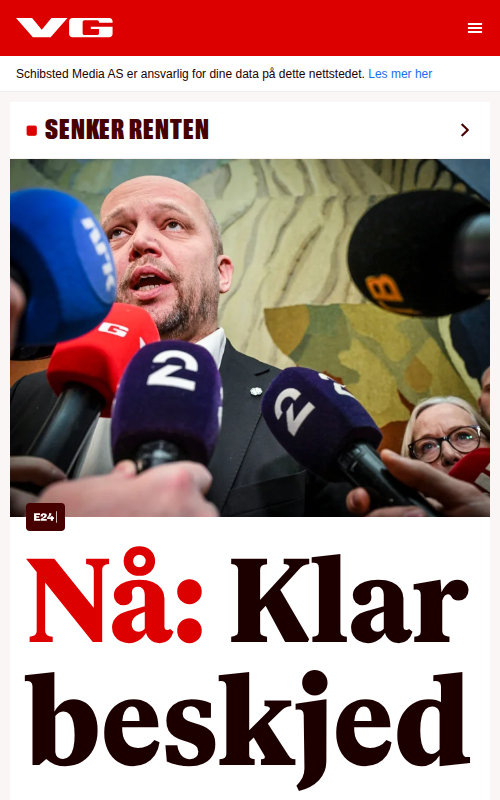 VG
Schibsted Media AS er ansvarlig for dine data på dette nettstedet. Les mer her
SENKER RENTEN
nrk
B
G
2
2
E24
Nå: Klar
beskjed